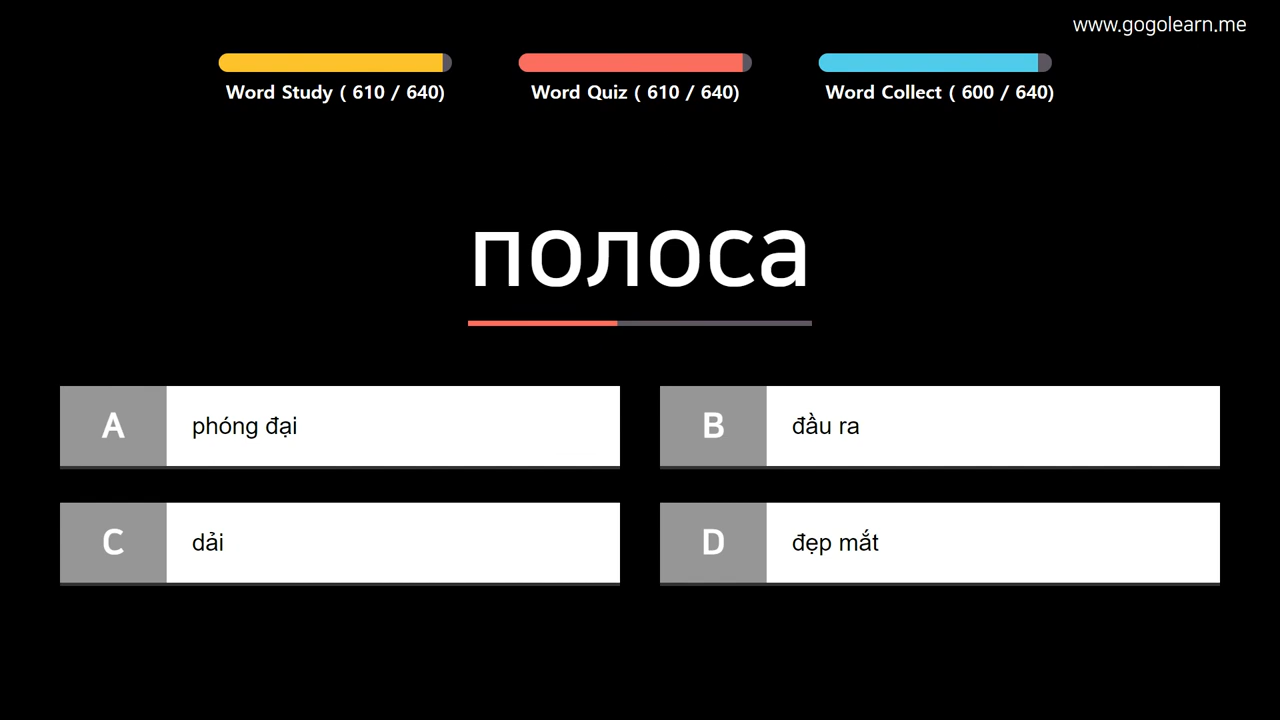 www.gogolearn.me
Word Study ( 610 / 640)
Word Quiz ( 610 / 640)
Word Collect ( 600 / 640)
полоса
A phóng đại
B đầu ra
C dải
D đẹp mắt